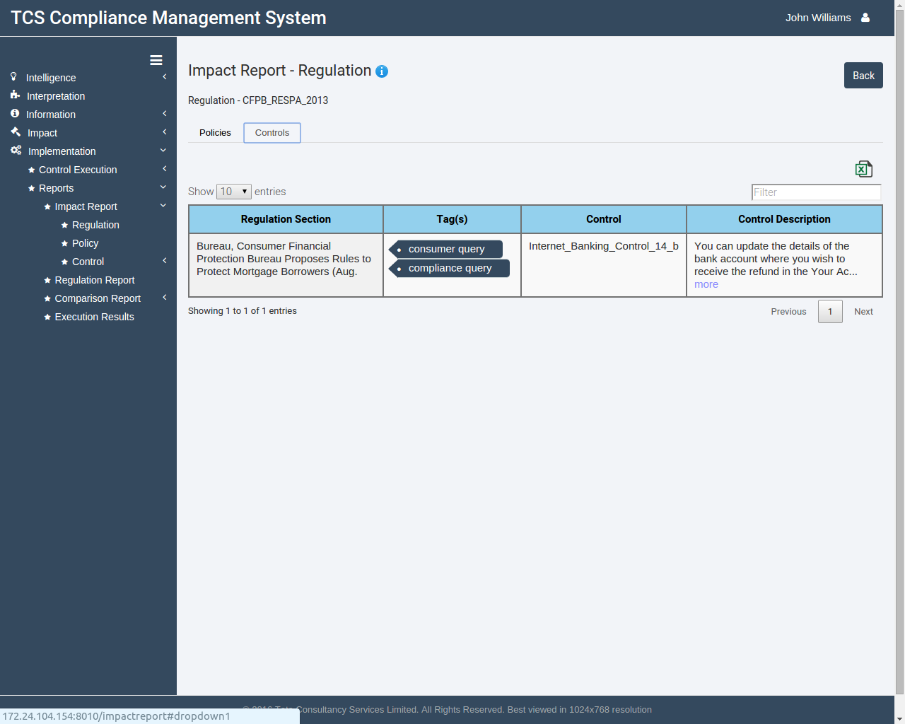 TCS Compliance Management System
John Williams
Intelligence
Interpretation
Information
Impact
Implementation
Control Execution
Reports
Impact Report
Regulation
Policy
Control
Regulation Report
Comparison Report
Execution Results
Impact Report - Regulation
Back
Regulation - CFPB_RESPA_2013
Policies Controls
Show 10 entries
Filter
Regulation Section Tag(s) Control Control Description
Bureau, Consumer Financial
Protection Bureau Proposes Rules to
Protect Mortgage Borrowers (Aug.
consumer query
compliance query
Internet_Banking_Control_14_b
You can update the details of the
bank account where you wish to
receive the refund in the Your Ac...
more
Showing 1 to 1 of 1 entries
Previous 1 Next
Consultancy Services Limited. All Rights Reserved. Best viewed in 1024x768 resolution
172.24.104.154:8010/impactreport#dropdown1